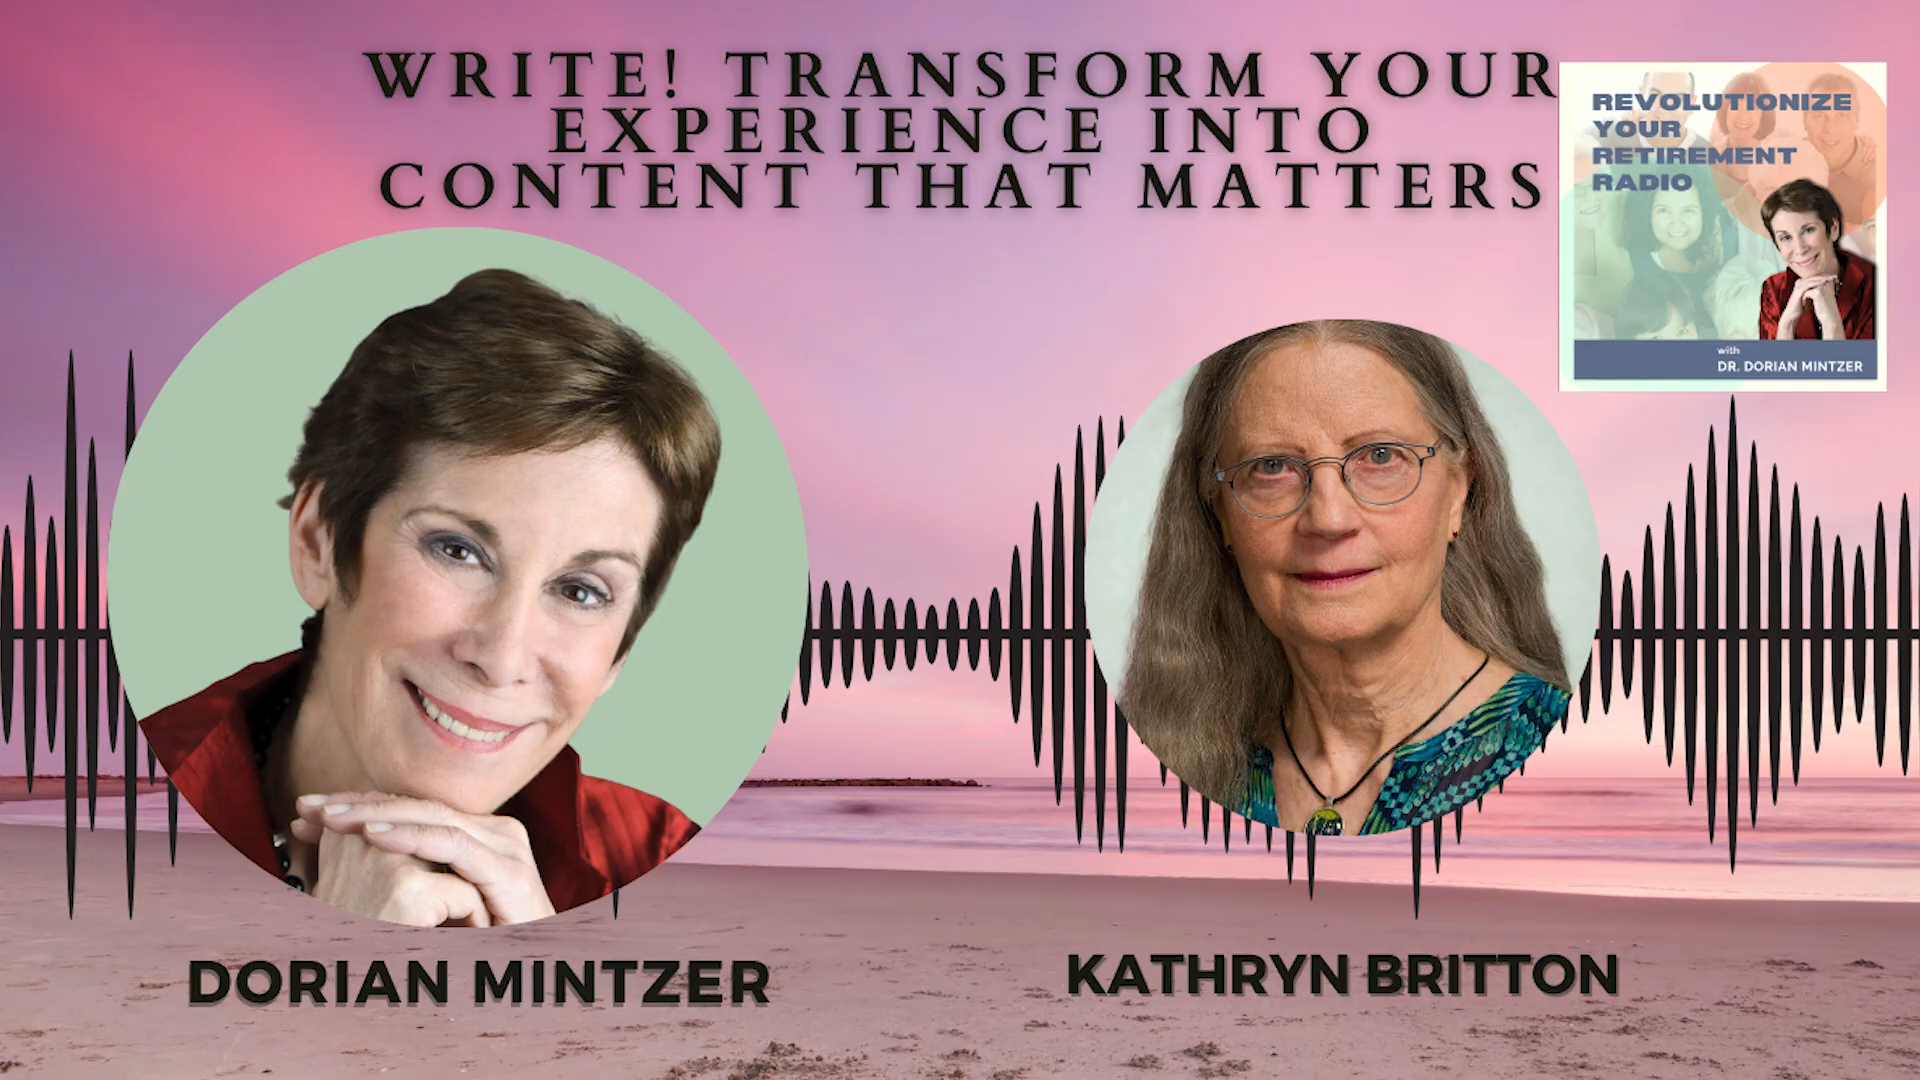 WRITE! TRANSFORM YOUR
EXPERIENCE INTO
CONTENT THAT MATTERS
REVOLUTIONIZE
YOUR
RETIREMENT
RADIO
with
DR. DORIAN MINTZER
DORIAN MINTZER
KATHRYN BRITTON